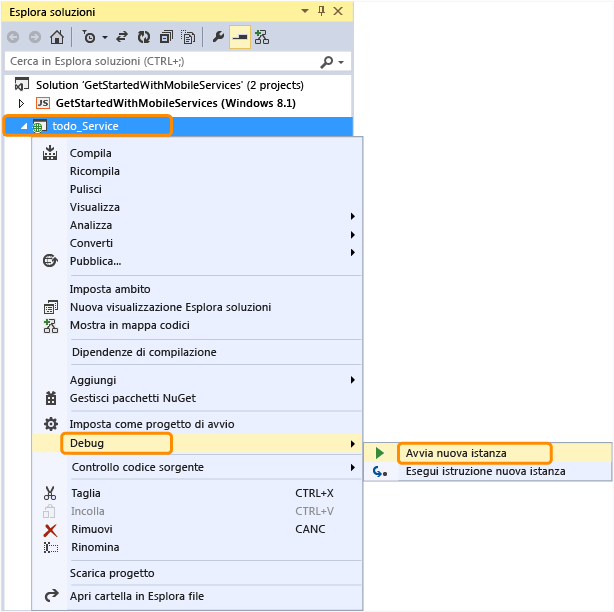 Esplora soluzioni
Cerca in Esplora soluzioni (CTRL+;)
Solution 'GetStartedWithMobileServices' (2 projects)
JS GetStartedWithMobileServices (Windows 8.1)
todo_Service
Compila
Ricompila
Pulisci
Visualizza
Analizza
Converti
Pubblica...
Imposta ambito
Nuova visualizzazione Esplora soluzioni
Mostra in mappa codici
Dipendenze di compilazione
Aggiungi
Gestisci pacchetti NuGet
Imposta come progetto di avvio
Debug
Avvia nuova istanza
Esegui istruzione nuova istanza
Controllo codice sorgente
Taglia CTRL+X
Incolla CTRL+V
Rimuovi CANC
Rinomina
Scarica progetto
Apri cartella in Esplora file